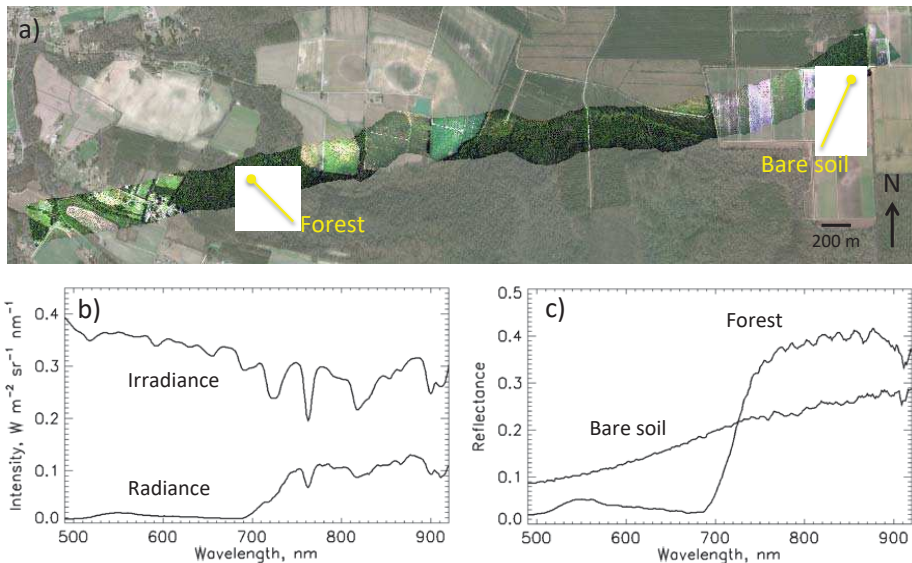 a)
Bare soil
Forest
N
200 m
b)
0.4
0.3
0.2
0.1
0.0
Intensity, W m⁻² sr⁻¹ nm⁻¹
Irradiance
Radiance
500 600 700 800 900
Wavelength, nm
c)
0.5
0.4
0.3
0.2
0.1
0.0
Reflectance
Forest
Bare soil
500 600 700 800 900
Wavelength, nm